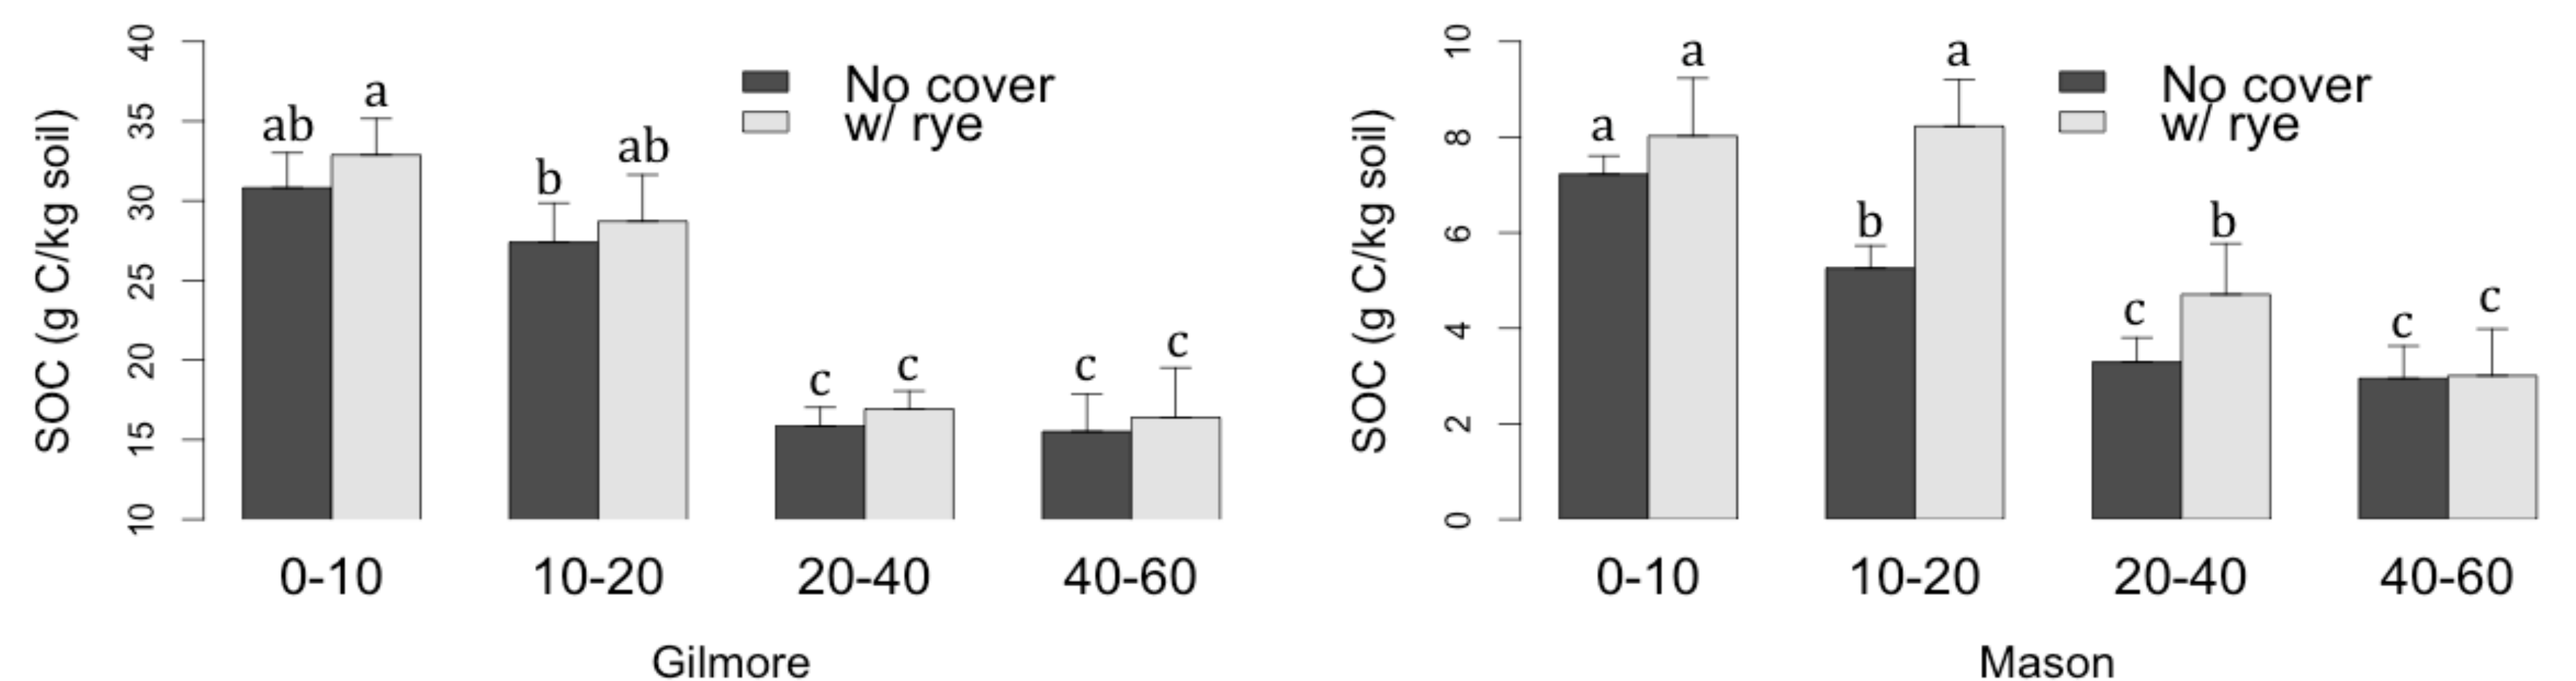 SOC (g C/kg soil)
40
35
30
25
20
15
10
ab
a
b
ab
c
c
c
c
No cover
w/ rye
0-10
10-20
20-40
40-60
Gilmore
SOC (g C/kg soil)
10
8
6
4
2
0
a
a
b
a
c
b
c
c
No cover
w/ rye
0-10
10-20
20-40
40-60
Mason